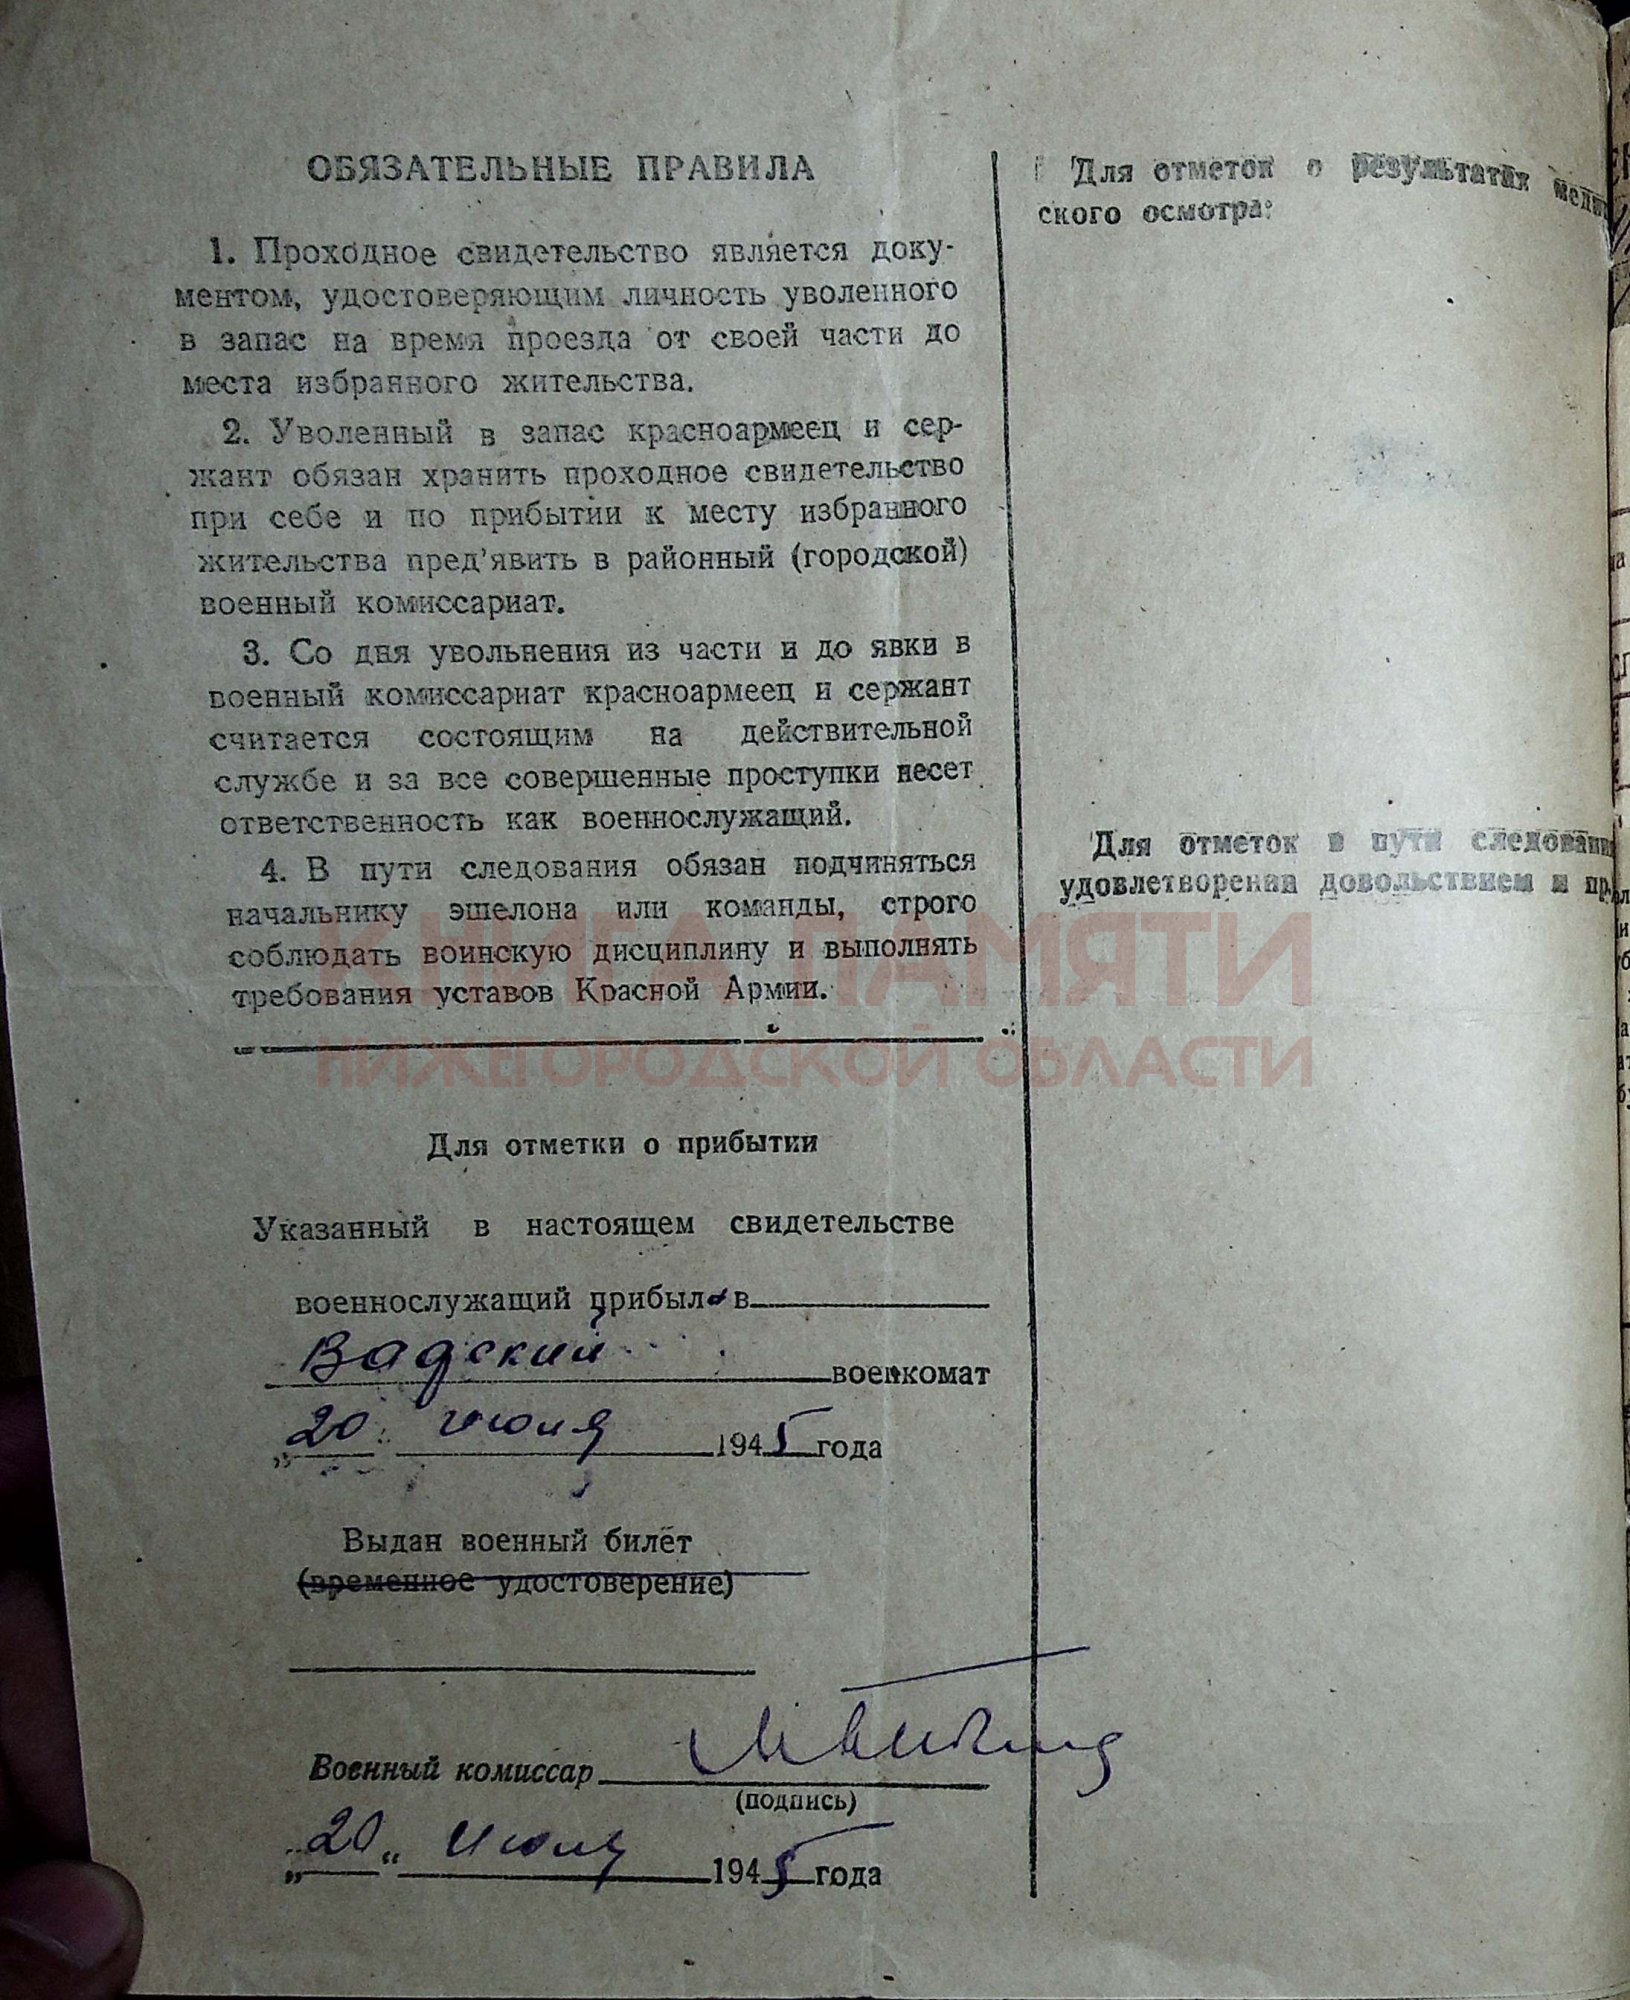 ОБЯЗАТЕЛЬНЫЕ ПРАВИЛА
1. Проходное свидетельство является доку-
ментом, удостоверяющим личность уволенного
в запас на время проезда от своей части до
места избранного жительства.
2. Уволенный в запас красноармеец и сер-
жант обязан хранить проходное свидетельство
при себе и по прибытии к месту избранного
жительства пред'явить в районный (городской)
военный комиссариат.
3. Со дня увольнения из части и до явки в
военный комиссариат красноармеец и сержант
считается состоящим на действительной
службе и за все совершенные проступки несет
ответственность как военнослужащий.
4. В пути следования обязан подчиняться
начальнику эшелона или команды, строго
соблюдать воинскую дисциплину и выполнять
требования уставов Красной Армии.
КНИГА ПАМЯТИ
НИЖЕГОРОДСКОЙ ОБЛАСТИ
Для отметки о прибытии
Указанный в настоящем свидетельстве
военнослужащий прибыл в
Вадский военкомат
„20 июля 1945 года
Выдан военный билет
(временное удостоверение)
Военный комиссар
(подпись)
„20“ июля 1945 года
Для отметок о результатах меди
ского осмотра:
Для отметок в пути следовани
удовлетворении довольствием и пр.